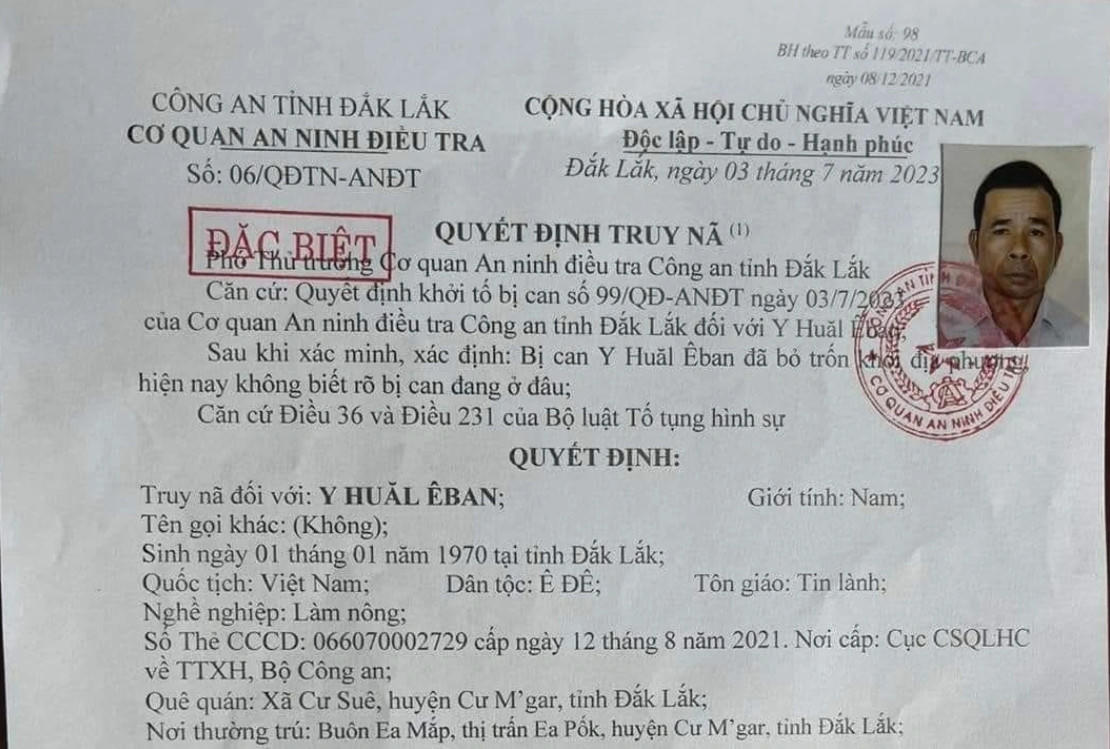 Mẫu số: 98
BH theo TT số 119/2021/TT-BCA
ngày 08/12/2021
CÔNG AN TỈNH ĐẮK LẮK
CƠ QUAN AN NINH ĐIỀU TRA
Số: 06/QĐTN-ANĐT
CỘNG HÒA XÃ HỘI CHỦ NGHĨA VIỆT NAM
Độc lập - Tự do - Hạnh phúc
Đắk Lắk, ngày 03 tháng 7 năm 2023
ĐẶC BIỆT
QUYẾT ĐỊNH TRUY NÃ (1)
Phó Thủ trưởng Cơ quan An ninh điều tra Công an tỉnh Đắk Lắk
Căn cứ: Quyết định khởi tố bị can số 99/QĐ-ANĐT ngày 03/7/2023
của Cơ quan An ninh điều tra Công an tỉnh Đắk Lắk đối với Y Huăl Êban,
Sau khi xác minh, xác định: Bị can Y Huăl Êban đã bỏ trốn khỏi địa phương,
hiện nay không biết rõ bị can đang ở đâu;
Căn cứ Điều 36 và Điều 231 của Bộ luật Tố tụng hình sự
CƠ QUAN AN NINH ĐIỀU TRA
QUYẾT ĐỊNH:
Truy nã đối với: Y HUĂL ÊBAN; Giới tính: Nam;
Tên gọi khác: (Không);
Sinh ngày 01 tháng 01 năm 1970 tại tỉnh Đắk Lắk;
Quốc tịch: Việt Nam; Dân tộc: Ê ĐÊ; Tôn giáo: Tin lành;
Nghề nghiệp: Làm nông;
Số Thẻ CCCD: 066070002729 cấp ngày 12 tháng 8 năm 2021. Nơi cấp: Cục CSQLHC
về TTXH, Bộ Công an;
Quê quán: Xã Cư Suê, huyện Cư M'gar, tỉnh Đắk Lắk;
Nơi thường trú: Buôn Ea Mắp, thị trấn Ea Pốk, huyện Cư M'gar, tỉnh Đắk Lắk;